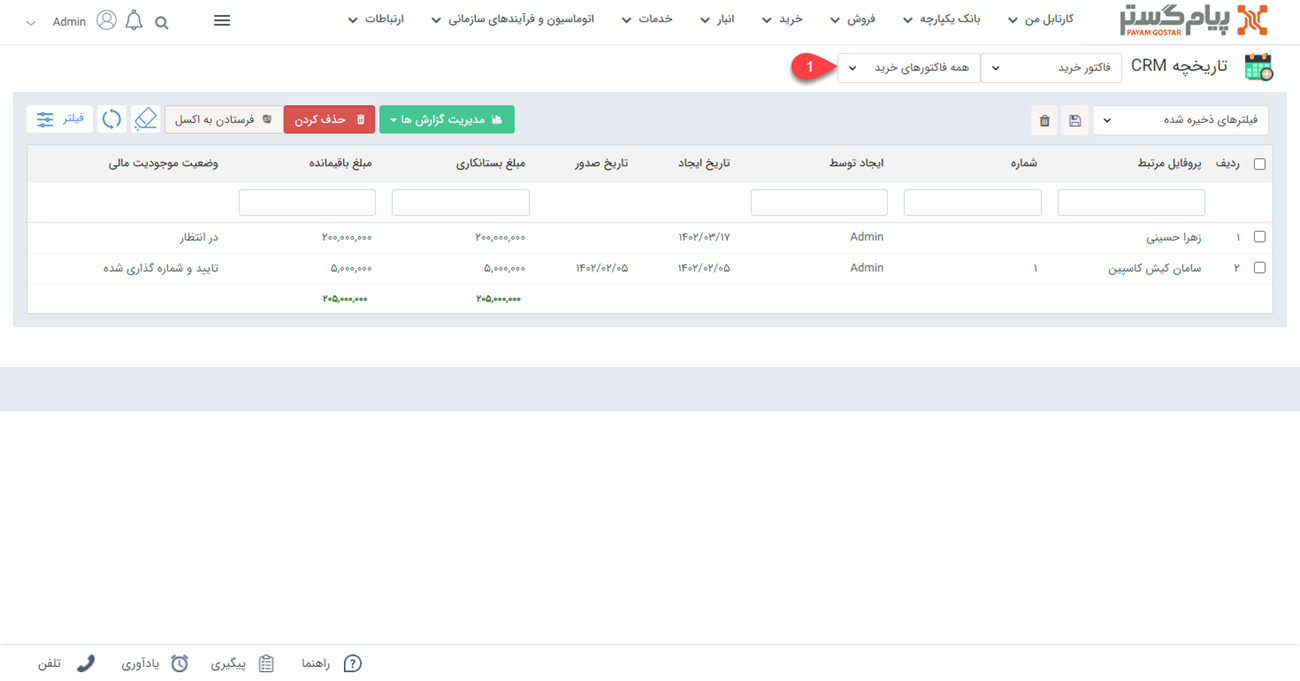 پیام گستر
PAYAM GOSTAR
کارتابل من
بانک یکپارچه
فروش
خرید
انبار
خدمات
اتوماسیون و فرآیندهای سازمانی
ارتباطات
Admin
تاریخچه CRM
فاکتور خرید
همه فاکتورهای خرید
1
فیلترهای ذخیره شده
مدیریت گزارش ها
حذف کردن
فرستادن به اکسل
فیلتر
ردیف پروفایل مرتبط شماره ایجاد توسط تاریخ ایجاد تاریخ صدور مبلغ بستانکاری مبلغ باقیمانده وضعیت موجودیت مالی
۱ زهرا حسینی Admin ۱۴۰۲/۰۳/۱۷ ۲۰۰,۰۰۰,۰۰۰ ۲۰۰,۰۰۰,۰۰۰ در انتظار
۲ سامان کیش کاسپین ۱ Admin ۱۴۰۲/۰۲/۰۵ ۱۴۰۲/۰۲/۰۵ ۵,۰۰۰,۰۰۰ ۵,۰۰۰,۰۰۰ تایید و شماره گذاری شده
۲۰۵,۰۰۰,۰۰۰ ۲۰۵,۰۰۰,۰۰۰
راهنما
پیگیری
یادآوری
تلفن